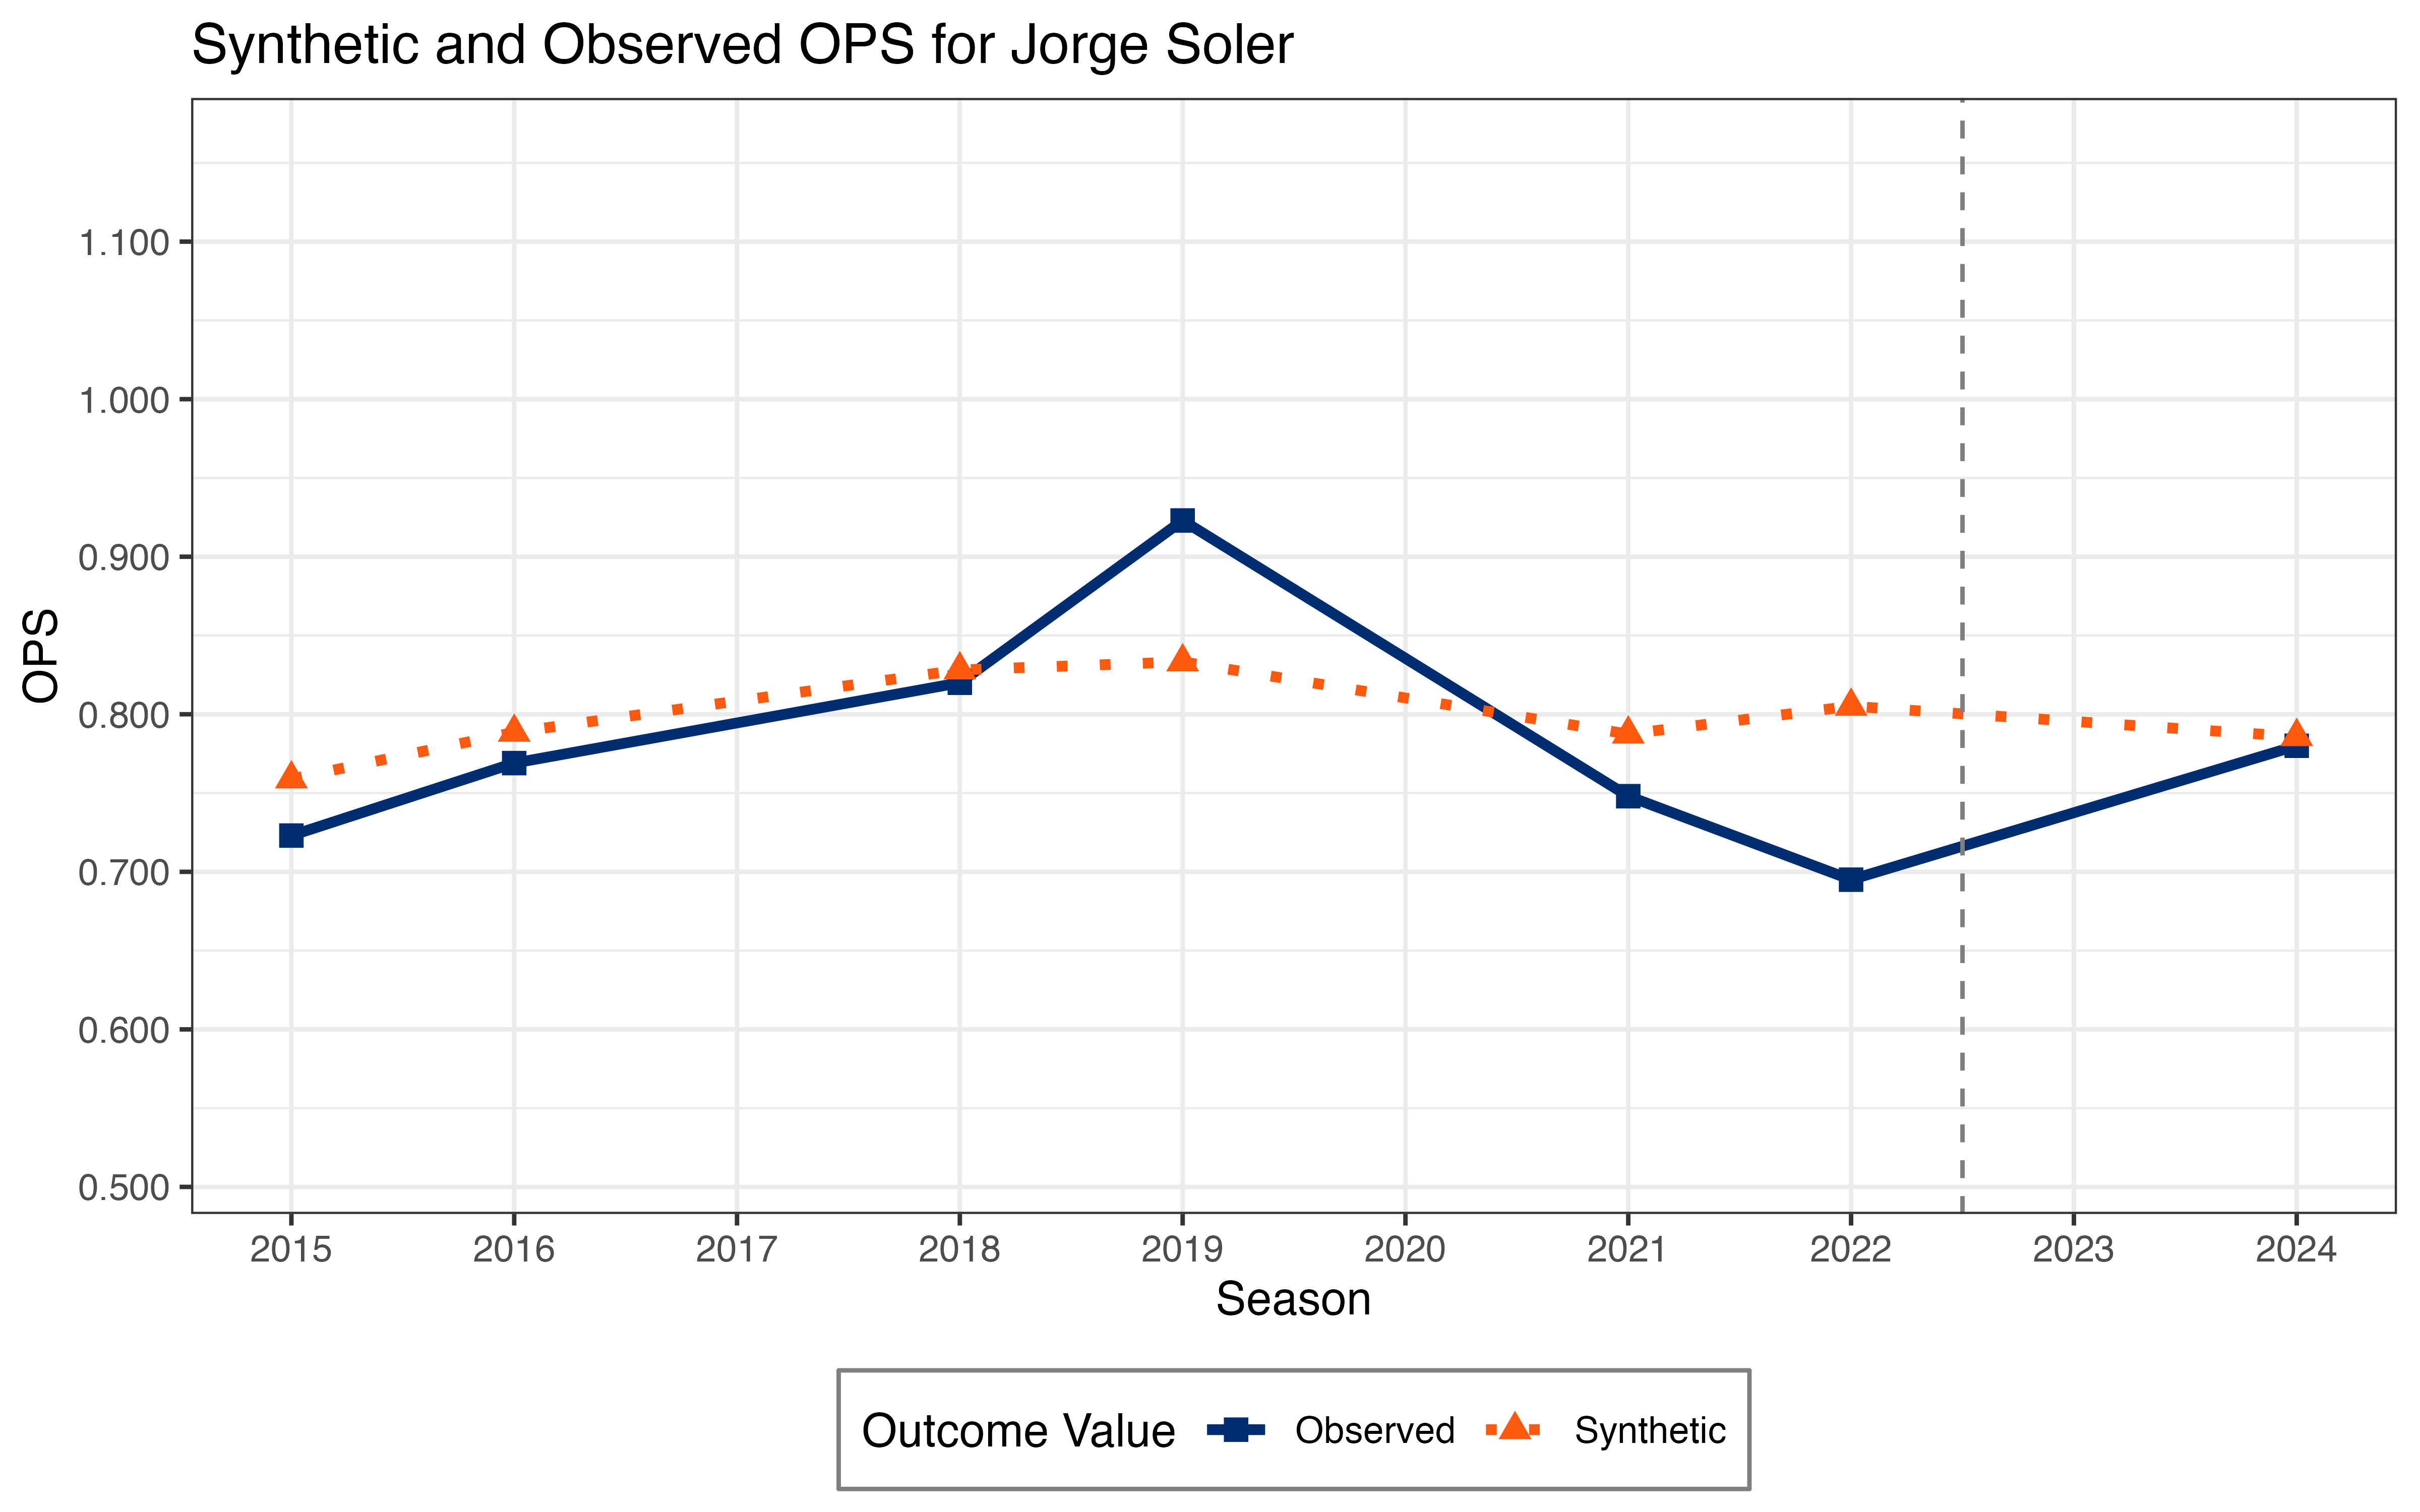 Synthetic and Observed OPS for Jorge Soler
1.100
1.000
0.900
0.800
0.700
0.600
0.500
OPS
2015 2016 2017 2018 2019 2020 2021 2022 2023 2024
Season
Outcome Value Observed Synthetic